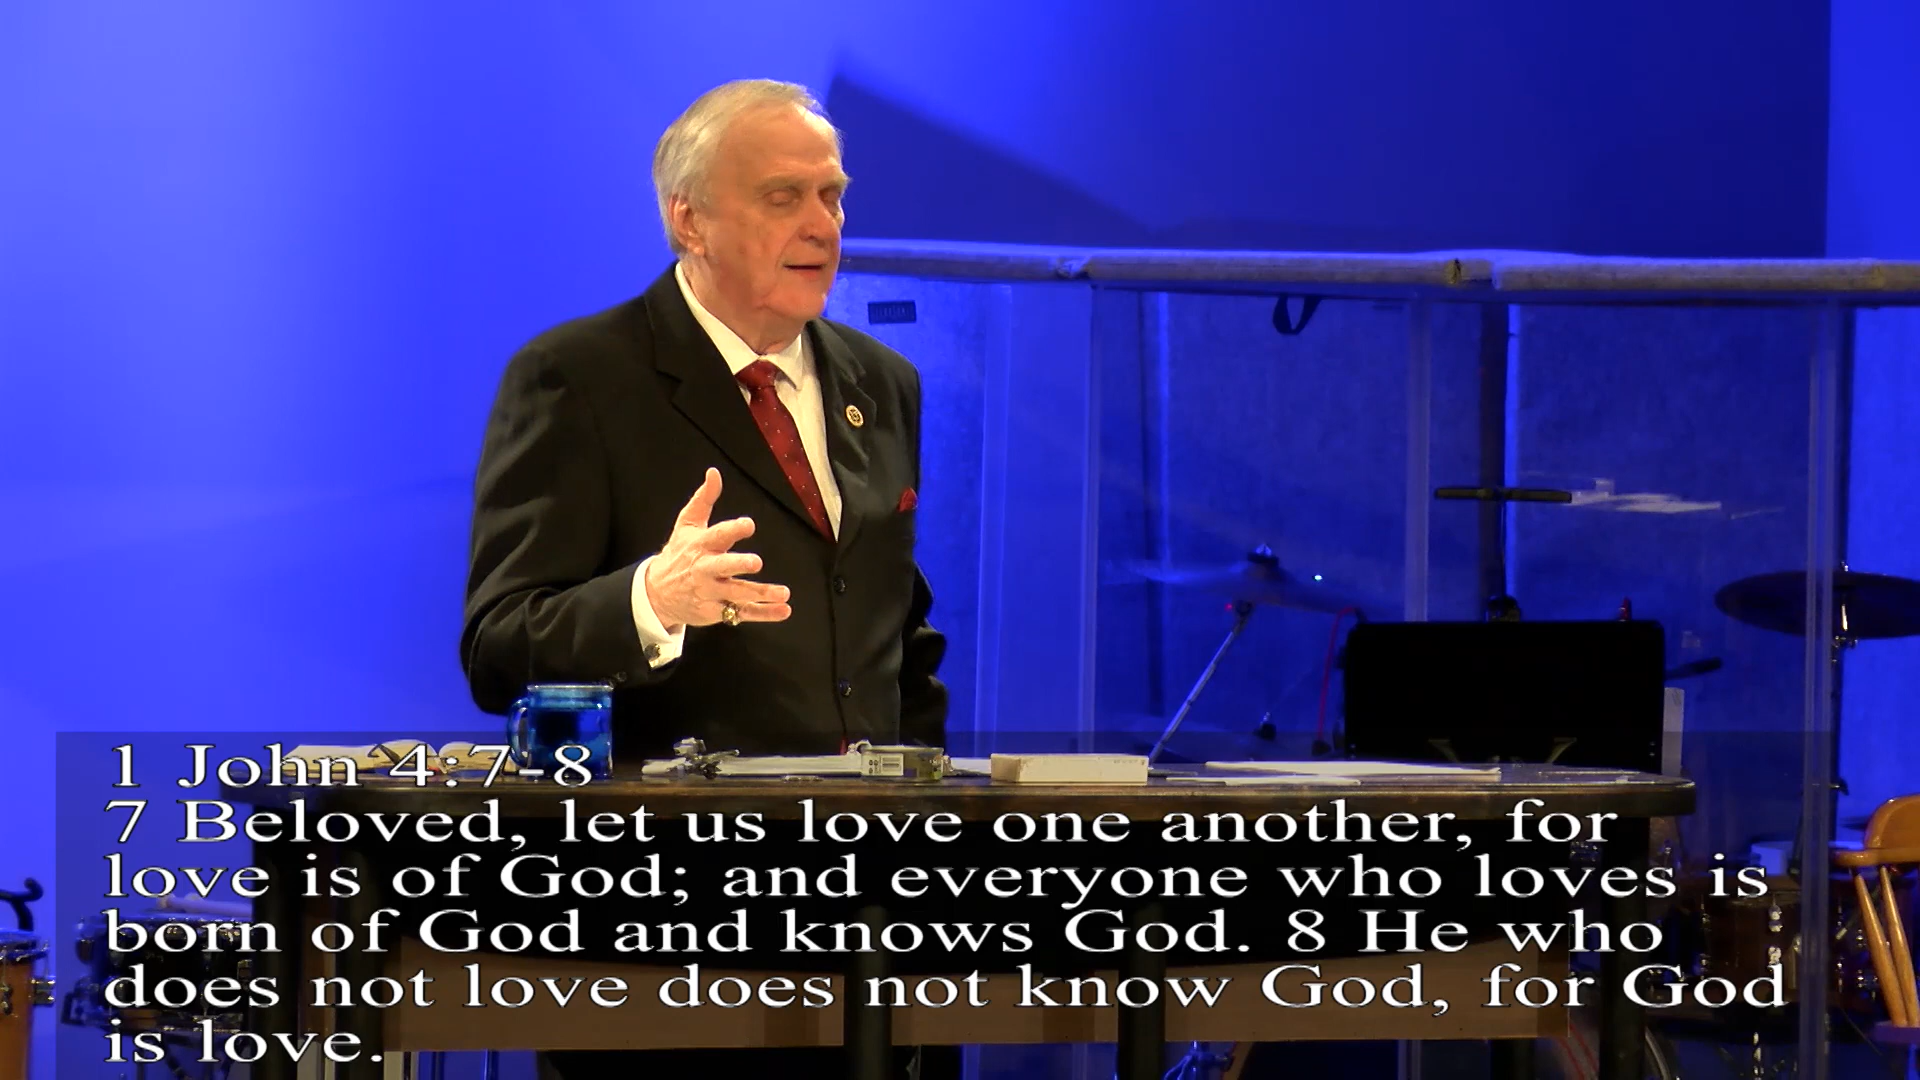 1 John 4:7-8
7 Beloved, let us love one another, for
love is of God; and everyone who loves is
born of God and knows God. 8 He who
does not love does not know God, for God
is love.